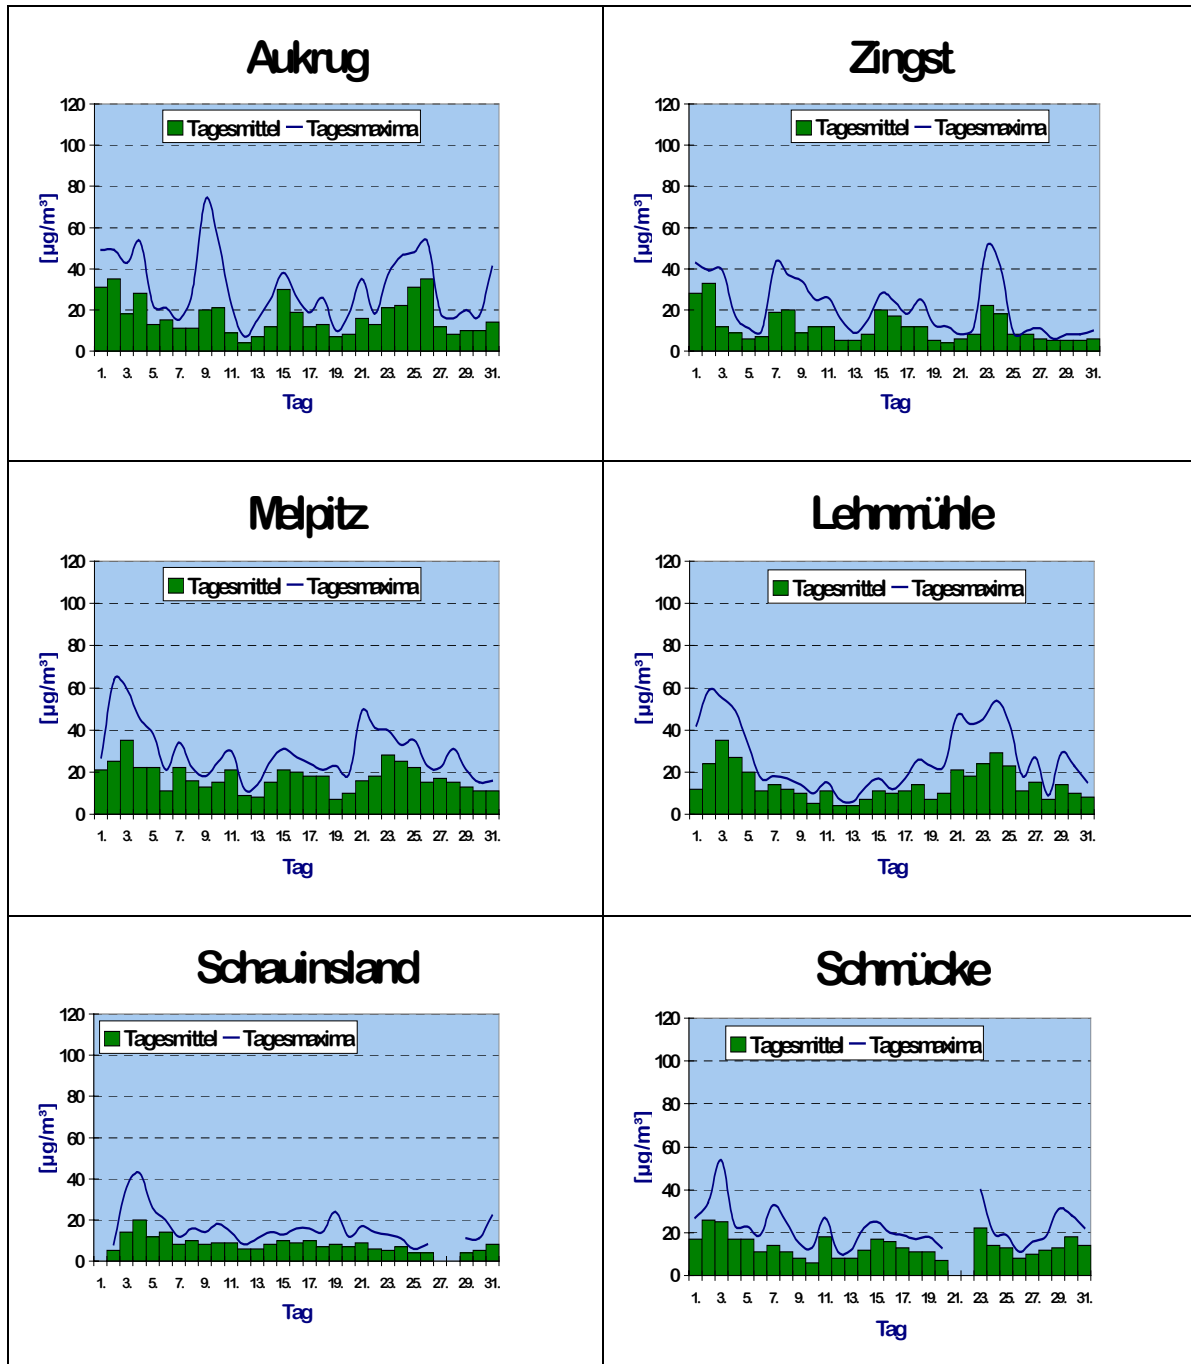 Aukrug
120
Tagesmittel Tagesmaxima
100
80
60
40
20
0
[µg/m³]
1. 3. 5. 7. 9. 11. 13. 15. 17. 19. 21. 23. 25. 27. 29. 31.
Tag
Zingst
120
Tagesmittel Tagesmaxima
100
80
60
40
20
0
[µg/m³]
1. 3. 5. 7. 9. 11. 13. 15. 17. 19. 21. 23. 25. 27. 29. 31.
Tag
Melpitz
120
Tagesmittel Tagesmaxima
100
80
60
40
20
0
[µg/m³]
1. 3. 5. 7. 9. 11. 13. 15. 17. 19. 21. 23. 25. 27. 29. 31.
Tag
Lehnmühle
120
Tagesmittel Tagesmaxima
100
80
60
40
20
0
[µg/m³]
1. 3. 5. 7. 9. 11. 13. 15. 17. 19. 21. 23. 25. 27. 29. 31.
Tag
Schauinsland
120
Tagesmittel Tagesmaxima
100
80
60
40
20
0
[µg/m³]
1. 3. 5. 7. 9. 11. 13. 15. 17. 19. 21. 23. 25. 27. 29. 31.
Tag
Schmücke
120
Tagesmittel Tagesmaxima
100
80
60
40
20
0
[µg/m³]
1. 3. 5. 7. 9. 11. 13. 15. 17. 19. 21. 23. 25. 27. 29. 31.
Tag